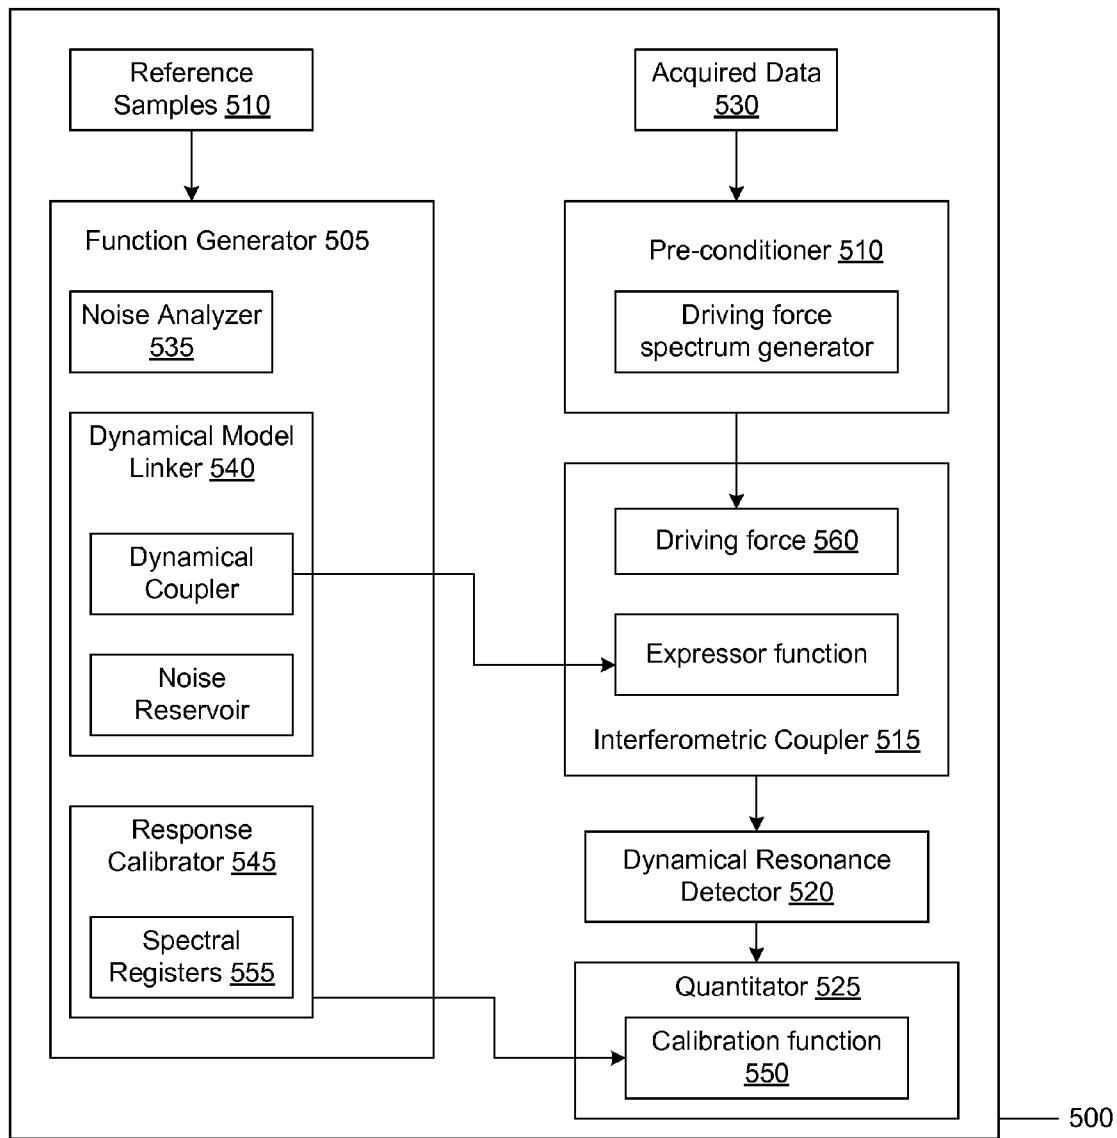 Reference
Samples 510
Function Generator 505
Noise Analyzer
535
Dynamical Model
Linker 540
Dynamical
Coupler
Noise
Reservoir
Response
Calibrator 545
Spectral
Registers 555
Acquired Data
530
Pre-conditioner 510
Driving force
spectrum generator
Driving force 560
Expressor function
Interferometric Coupler 515
Dynamical Resonance
Detector 520
Quantitator 525
Calibration function
550
500